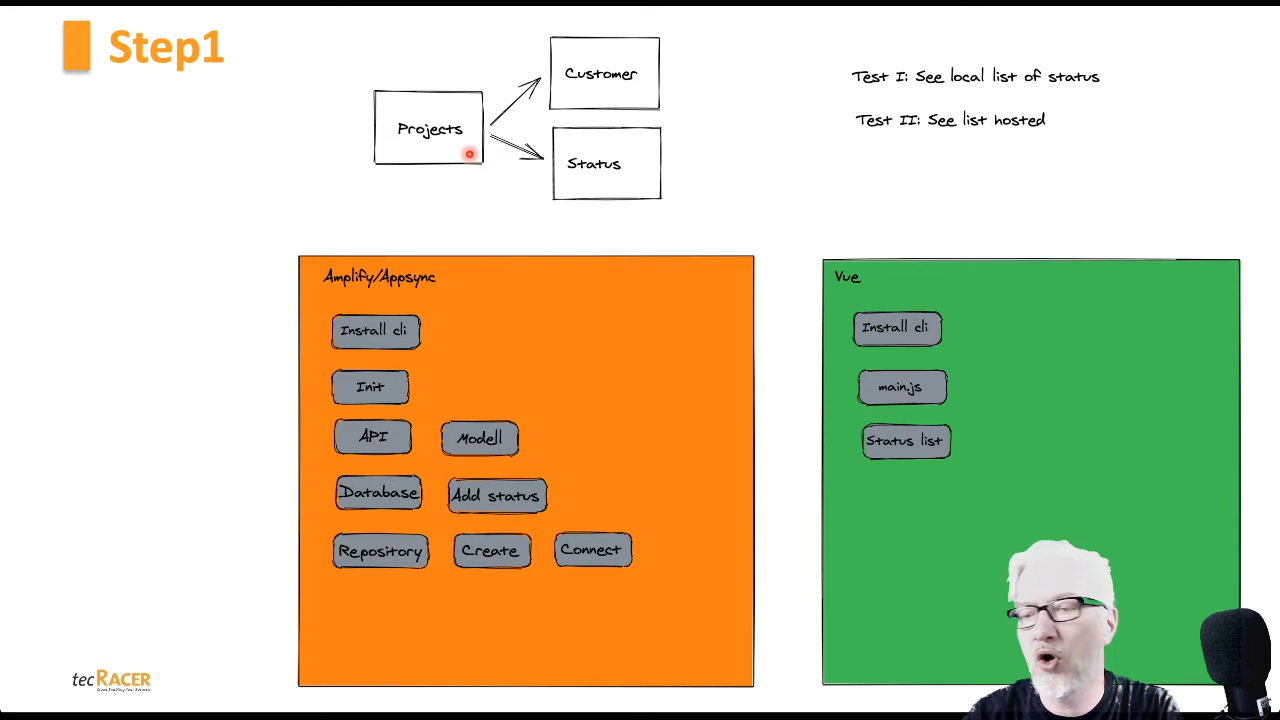 Step1
Customer
Projects
Status
Test I: See local list of status
Test II: See list hosted
Amplify/Appsync
Install cli
Init
API Modell
Database Add status
Repository Create Connect
Vue
Install cli
main.js
Status list
tecRACER